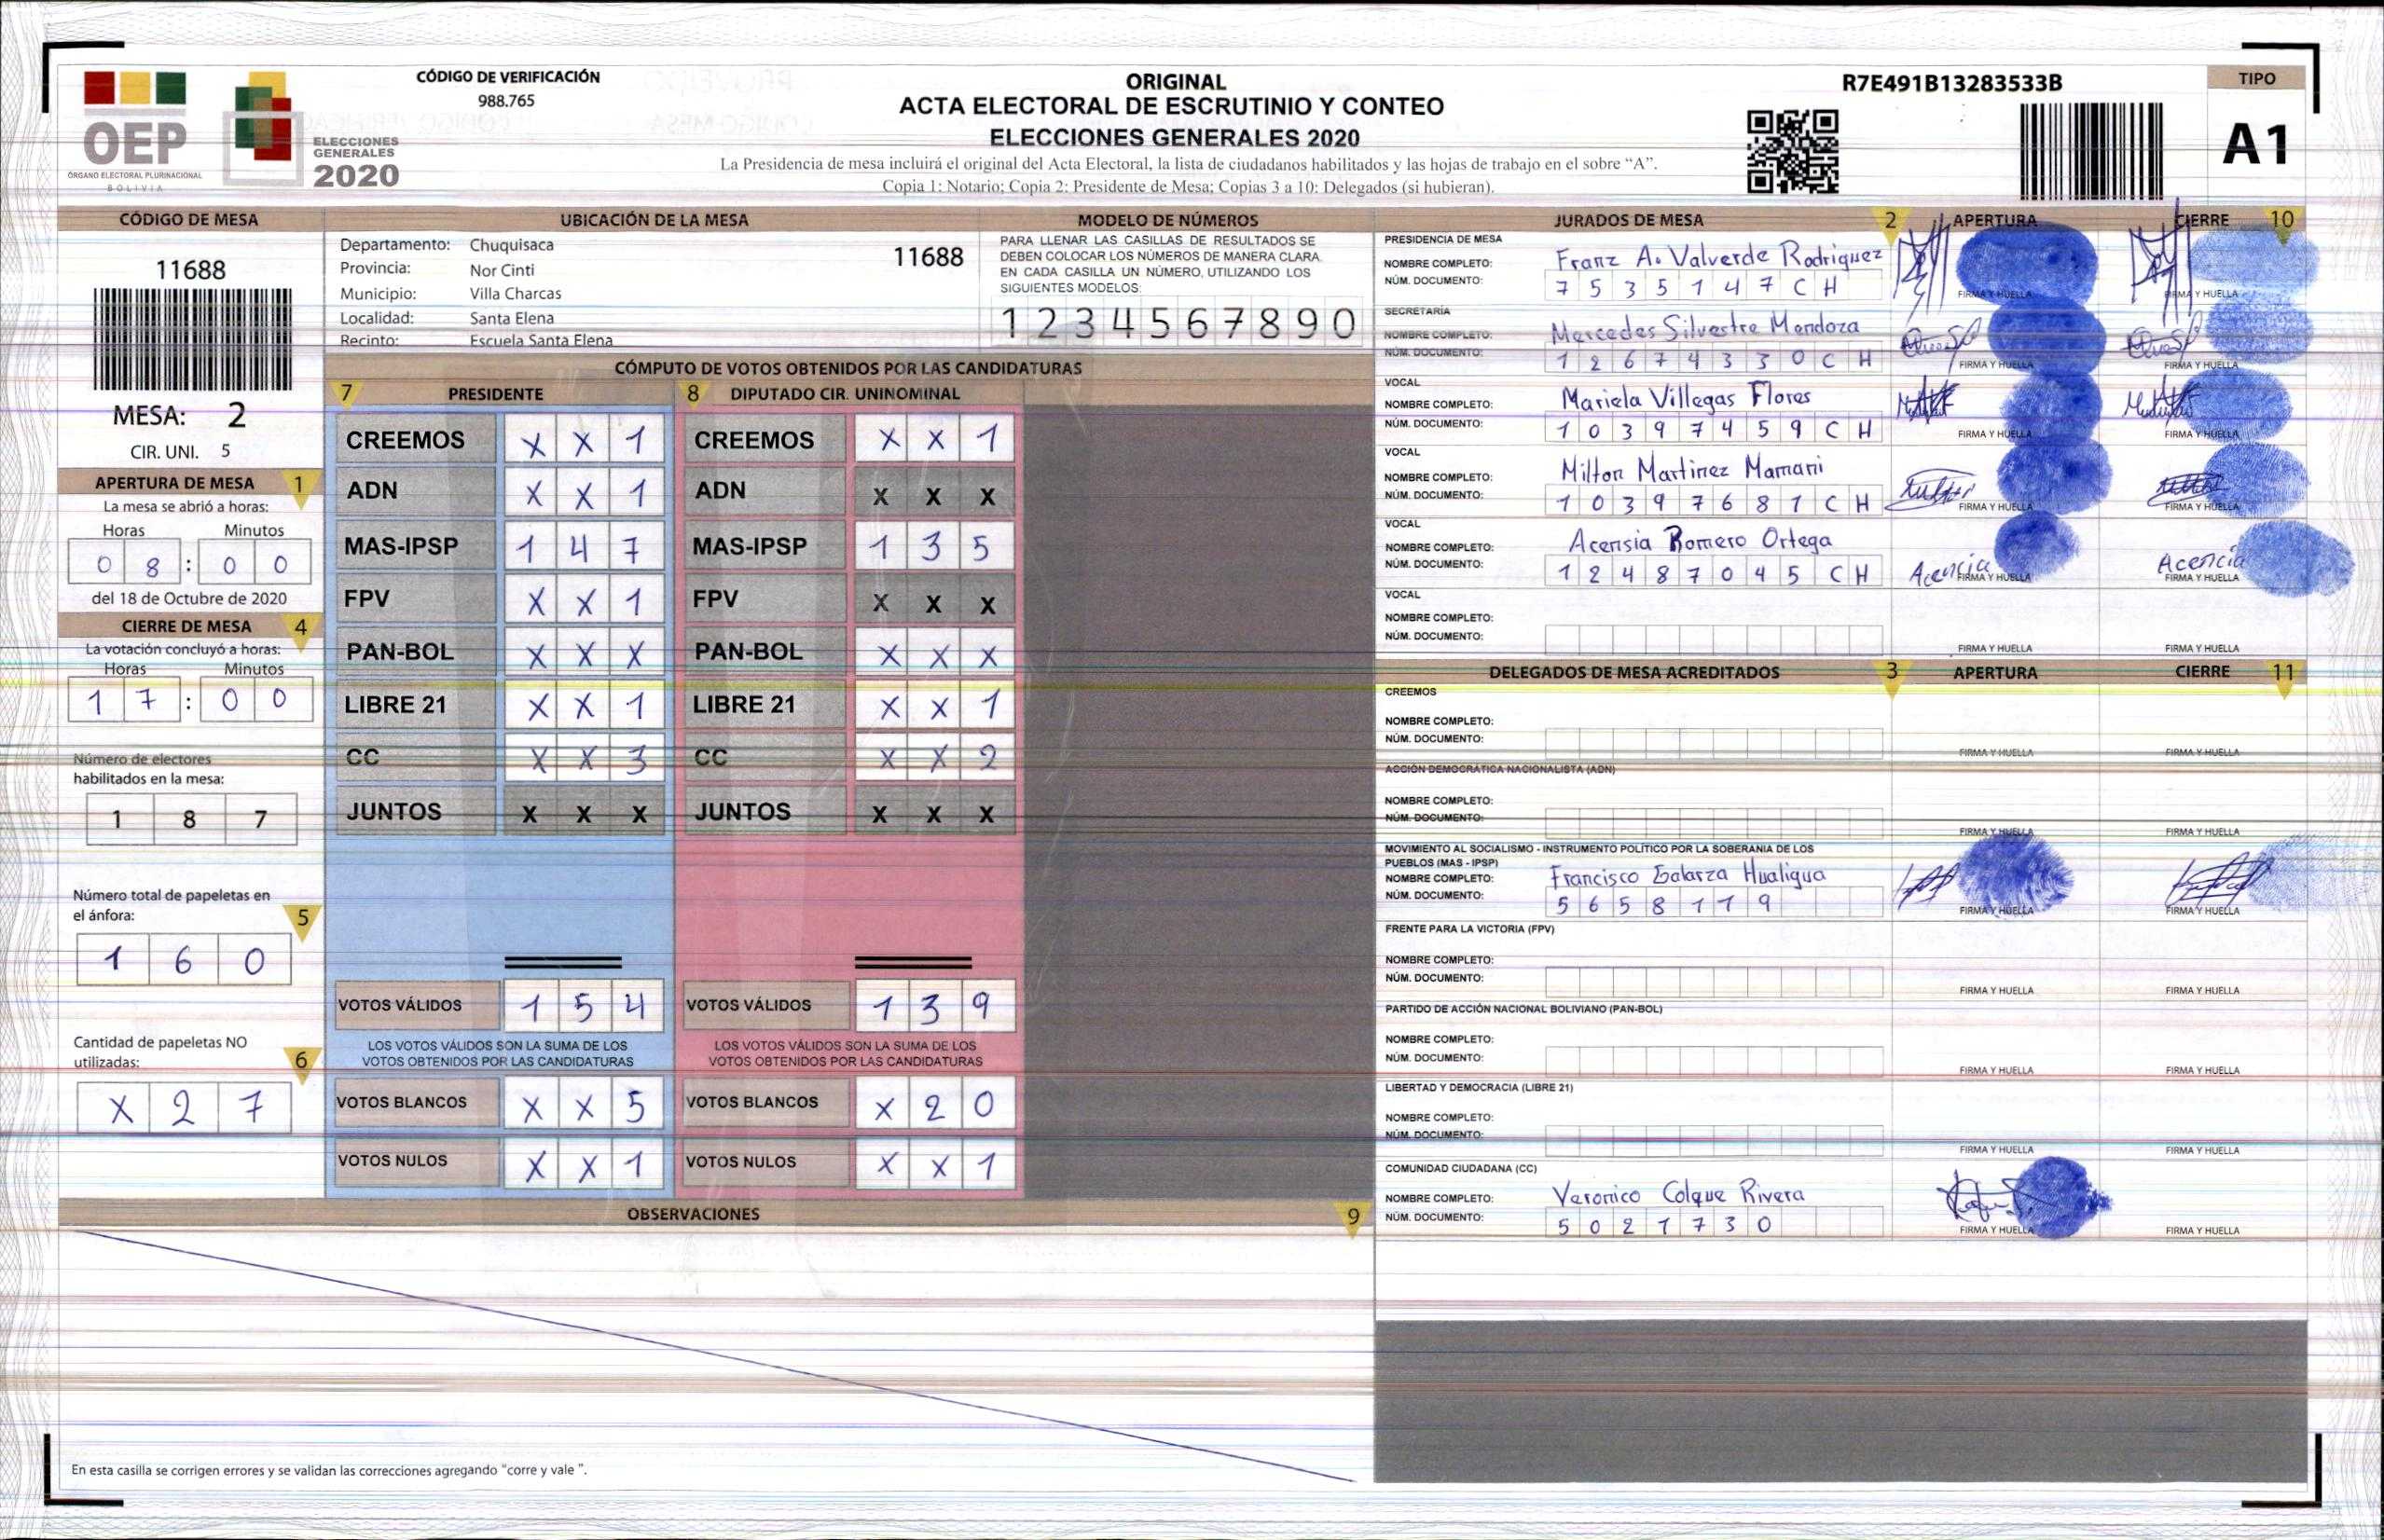 OEP
ÓRGANO ELECTORAL PLURINACIONAL
BOLIVIA
ELECCIONES
GENERALES
2020
CÓDIGO DE VERIFICACIÓN
988.765
ORIGINAL
ACTA ELECTORAL DE ESCRUTINIO Y CONTEO
ELECCIONES GENERALES 2020
La Presidencia de mesa incluirá el original del Acta Electoral, la lista de ciudadanos habilitados y las hojas de trabajo en el sobre “A”.
Copia 1: Notario; Copia 2: Presidente de Mesa; Copias 3 a 10: Delegados (si hubieran).
R7E491B13283533B
TIPO
A1
CÓDIGO DE MESA
11688
MESA: 2
CIR. UNI. 5
APERTURA DE MESA 1
La mesa se abrió a horas:
Horas Minutos
0 8 : 0 0
del 18 de Octubre de 2020
CIERRE DE MESA 4
La votación concluyó a horas:
Horas Minutos
1 7 : 0 0
Número de electores
habilitados en la mesa:
1 8 7
Número total de papeletas en
el ánfora: 5
1 6 0
Cantidad de papeletas NO
utilizadas: 6
X 2 7
UBICACIÓN DE LA MESA
Departamento: Chuquisaca 11688
Provincia: Nor Cinti
Municipio: Villa Charcas
Localidad: Santa Elena
Recinto: Escuela Santa Elena
MODELO DE NÚMEROS
PARA LLENAR LAS CASILLAS DE RESULTADOS SE
DEBEN COLOCAR LOS NÚMEROS DE MANERA CLARA.
EN CADA CASILLA UN NÚMERO, UTILIZANDO LOS
SIGUIENTES MODELOS:
1 2 3 4 5 6 7 8 9 0
CÓMPUTO DE VOTOS OBTENIDOS POR LAS CANDIDATURAS
7 PRESIDENTE 8 DIPUTADO CIR. UNINOMINAL
CREEMOS X X 1 CREEMOS X X 1
ADN X X 1 ADN X X X
MAS-IPSP 1 4 7 MAS-IPSP 1 3 5
FPV X X 1 FPV X X X
PAN-BOL X X X PAN-BOL X X X
LIBRE 21 X X 1 LIBRE 21 X X 1
CC X X 3 CC X X 2
JUNTOS X X X JUNTOS X X X
VOTOS VÁLIDOS 1 5 4 VOTOS VÁLIDOS 1 3 9
LOS VOTOS VÁLIDOS SON LA SUMA DE LOS LOS VOTOS VÁLIDOS SON LA SUMA DE LOS
VOTOS OBTENIDOS POR LAS CANDIDATURAS VOTOS OBTENIDOS POR LAS CANDIDATURAS
VOTOS BLANCOS X X 5 VOTOS BLANCOS X 2 0
VOTOS NULOS X X 1 VOTOS NULOS X X 1
OBSERVACIONES 9
En esta casilla se corrigen errores y se validan las correcciones agregando “corre y vale ”.
JURADOS DE MESA 2 APERTURA CIERRE 10
PRESIDENCIA DE MESA
NOMBRE COMPLETO: Franz A. Valverde Rodriguez
NÚM. DOCUMENTO: 7 5 3 5 1 4 7 C H FIRMA Y HUELLA FIRMA Y HUELLA
SECRETARÍA
NOMBRE COMPLETO: Mercedes Silvestre Mendoza
NÚM. DOCUMENTO: 1 2 6 7 4 3 3 0 C H FIRMA Y HUELLA FIRMA Y HUELLA
VOCAL
NOMBRE COMPLETO: Mariela Villegas Flores
NÚM. DOCUMENTO: 1 0 3 9 7 4 5 9 C H FIRMA Y HUELLA FIRMA Y HUELLA
VOCAL
NOMBRE COMPLETO: Milton Martinez Mamani
NÚM. DOCUMENTO: 1 0 3 9 7 6 8 1 C H FIRMA Y HUELLA FIRMA Y HUELLA
VOCAL
NOMBRE COMPLETO: Acensia Romero Ortega
NÚM. DOCUMENTO: 1 2 4 8 7 0 4 5 C H Acencia FIRMA Y HUELLA Acencia FIRMA Y HUELLA
VOCAL
NOMBRE COMPLETO:
NÚM. DOCUMENTO: FIRMA Y HUELLA FIRMA Y HUELLA
DELEGADOS DE MESA ACREDITADOS 3 APERTURA CIERRE 11
CREEMOS
NOMBRE COMPLETO:
NÚM. DOCUMENTO: FIRMA Y HUELLA FIRMA Y HUELLA
ACCIÓN DEMOCRÁTICA NACIONALISTA (ADN)
NOMBRE COMPLETO:
NÚM. DOCUMENTO: FIRMA Y HUELLA FIRMA Y HUELLA
MOVIMIENTO AL SOCIALISMO - INSTRUMENTO POLÍTICO POR LA SOBERANIA DE LOS
PUEBLOS (MAS - IPSP)
NOMBRE COMPLETO: Francisco Galarza Hualigua
NÚM. DOCUMENTO: 5 6 5 8 1 1 9 FIRMA Y HUELLA FIRMA Y HUELLA
FRENTE PARA LA VICTORIA (FPV)
NOMBRE COMPLETO:
NÚM. DOCUMENTO: FIRMA Y HUELLA FIRMA Y HUELLA
PARTIDO DE ACCIÓN NACIONAL BOLIVIANO (PAN-BOL)
NOMBRE COMPLETO:
NÚM. DOCUMENTO: FIRMA Y HUELLA FIRMA Y HUELLA
LIBERTAD Y DEMOCRACIA (LIBRE 21)
NOMBRE COMPLETO:
NÚM. DOCUMENTO: FIRMA Y HUELLA FIRMA Y HUELLA
COMUNIDAD CIUDADANA (CC)
NOMBRE COMPLETO: Veronico Colque Rivera
NÚM. DOCUMENTO: 5 0 2 1 7 3 0 FIRMA Y HUELLA FIRMA Y HUELLA